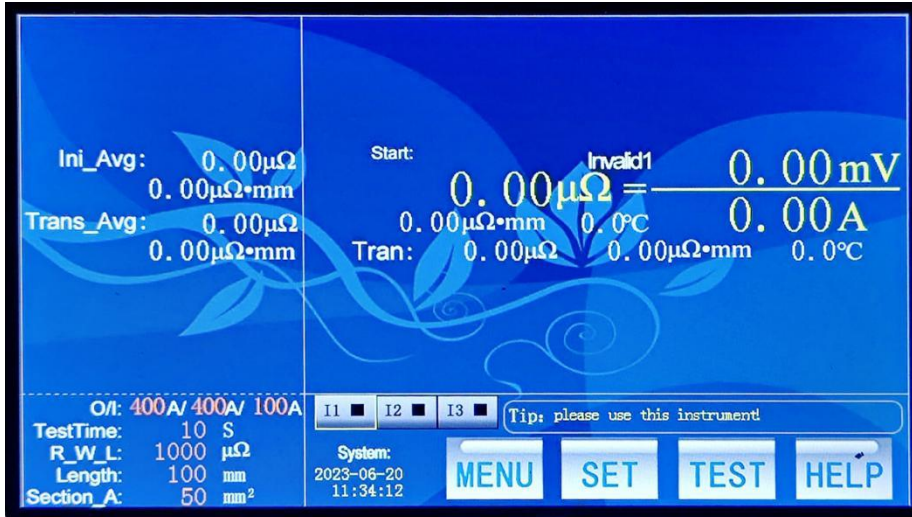 Ini_Avg: 0.00μΩ
0.00μΩ•mm
Trans_Avg: 0.00μΩ
0.00μΩ•mm
Start:
Invalid1
0.00μΩ = 0.00mV
0.00A
0.00μΩ•mm 0.0℃
Tran: 0.00μΩ 0.00μΩ•mm 0.0℃
O/I: 400A/ 400A/ 100A
TestTime: 10 S
R_W_L: 1000 μΩ
Length: 100 mm
Section_A: 50 mm²
I1 ■ I2 ■ I3 ■
Tip: please use this instrument!
System:
2023-06-20
11:34:12
MENU SET TEST HELP